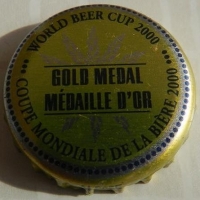 WORLD BEER CUP 2000
GOLD MEDAL
MÉDAILLE D'OR
COUPE MONDIALE DE LA BIÈRE 2000